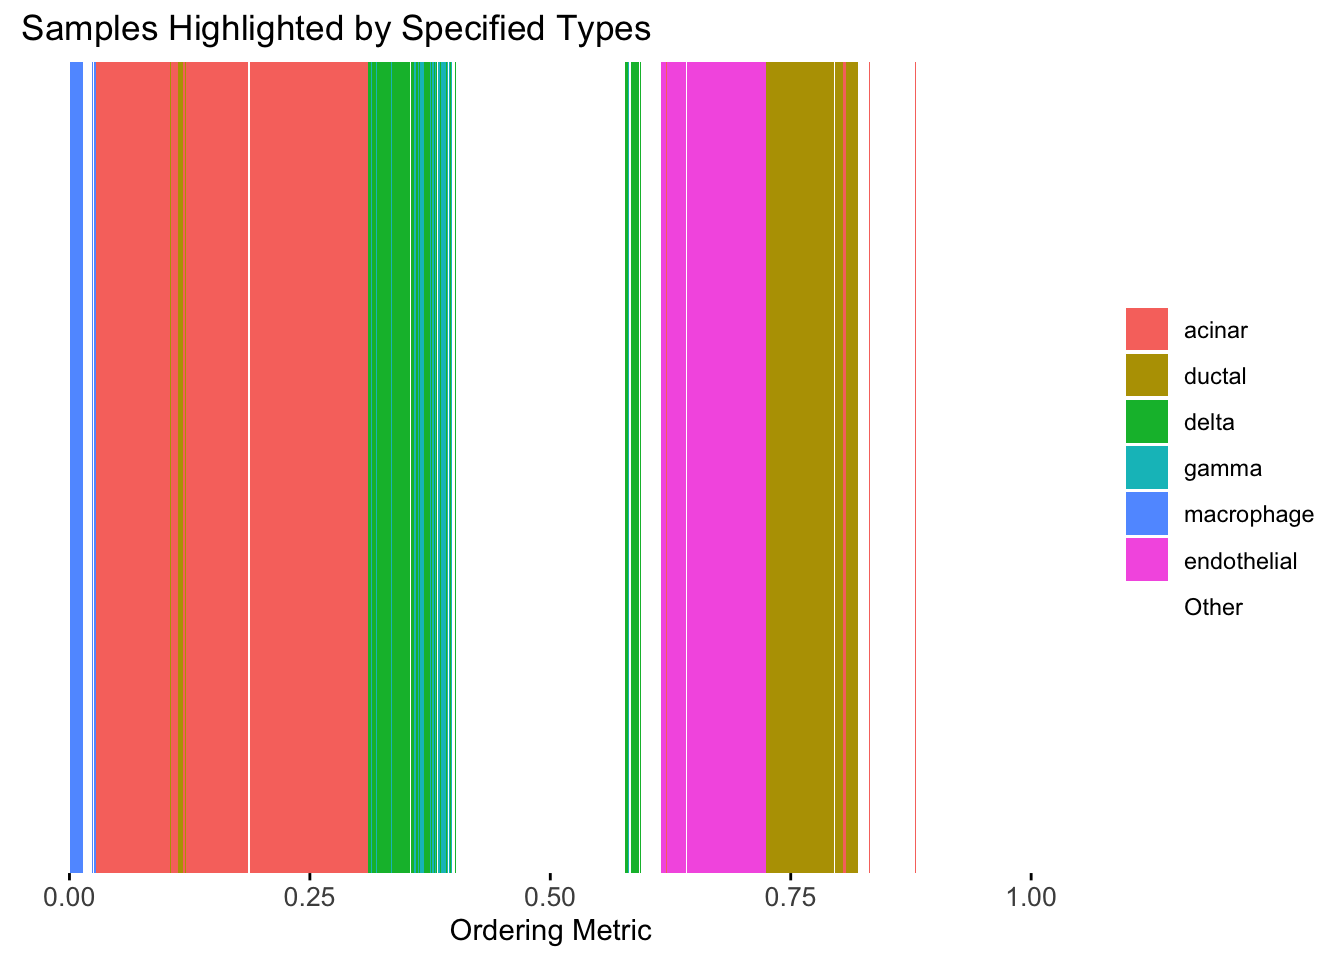 Samples Highlighted by Specified Types
acinar
ductal
delta
gamma
macrophage
endothelial
Other
0.00 0.25 0.50 0.75 1.00
Ordering Metric